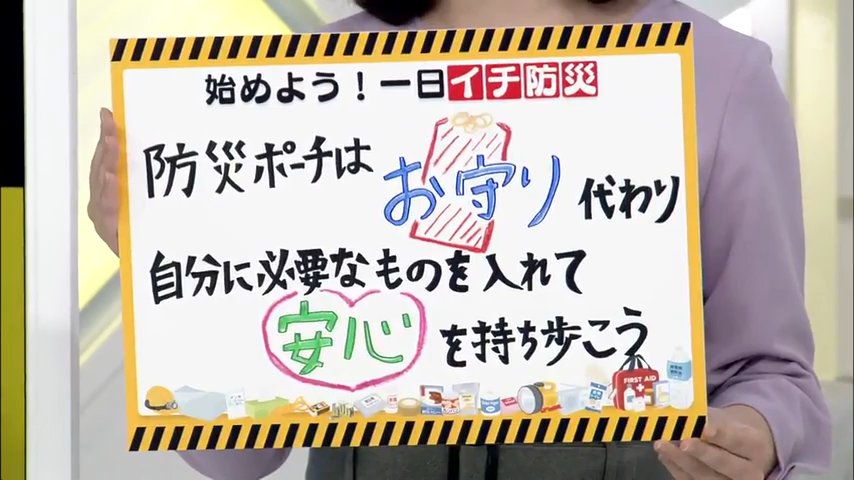 始めよう！一日イチ防災
防災ポーチはお守り代わり
自分に必要なものを入れて
安心を持ち歩こう
FIRST AID